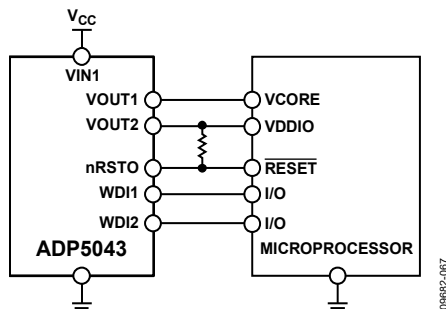 VCC
VIN1
VOUT1
VCORE
VOUT2
VDDIO
nRSTO
RESET
WDI1
I/O
WDI2
I/O
ADP5043
MICROPROCESSOR
09682-067